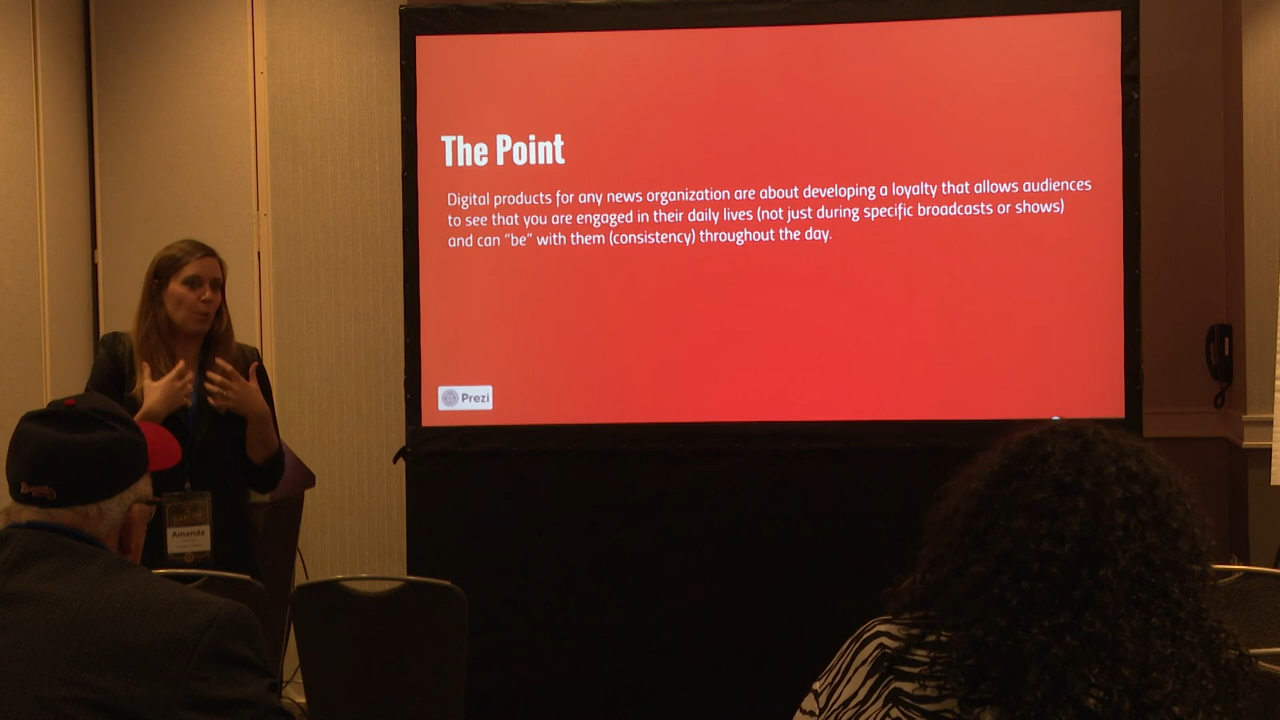 The Point
Digital products for any news organization are about developing a loyalty that allows audiences
to see that you are engaged in their daily lives (not just during specific broadcasts or shows)
and can “be” with them (consistency) throughout the day.
Prezi
Amanda